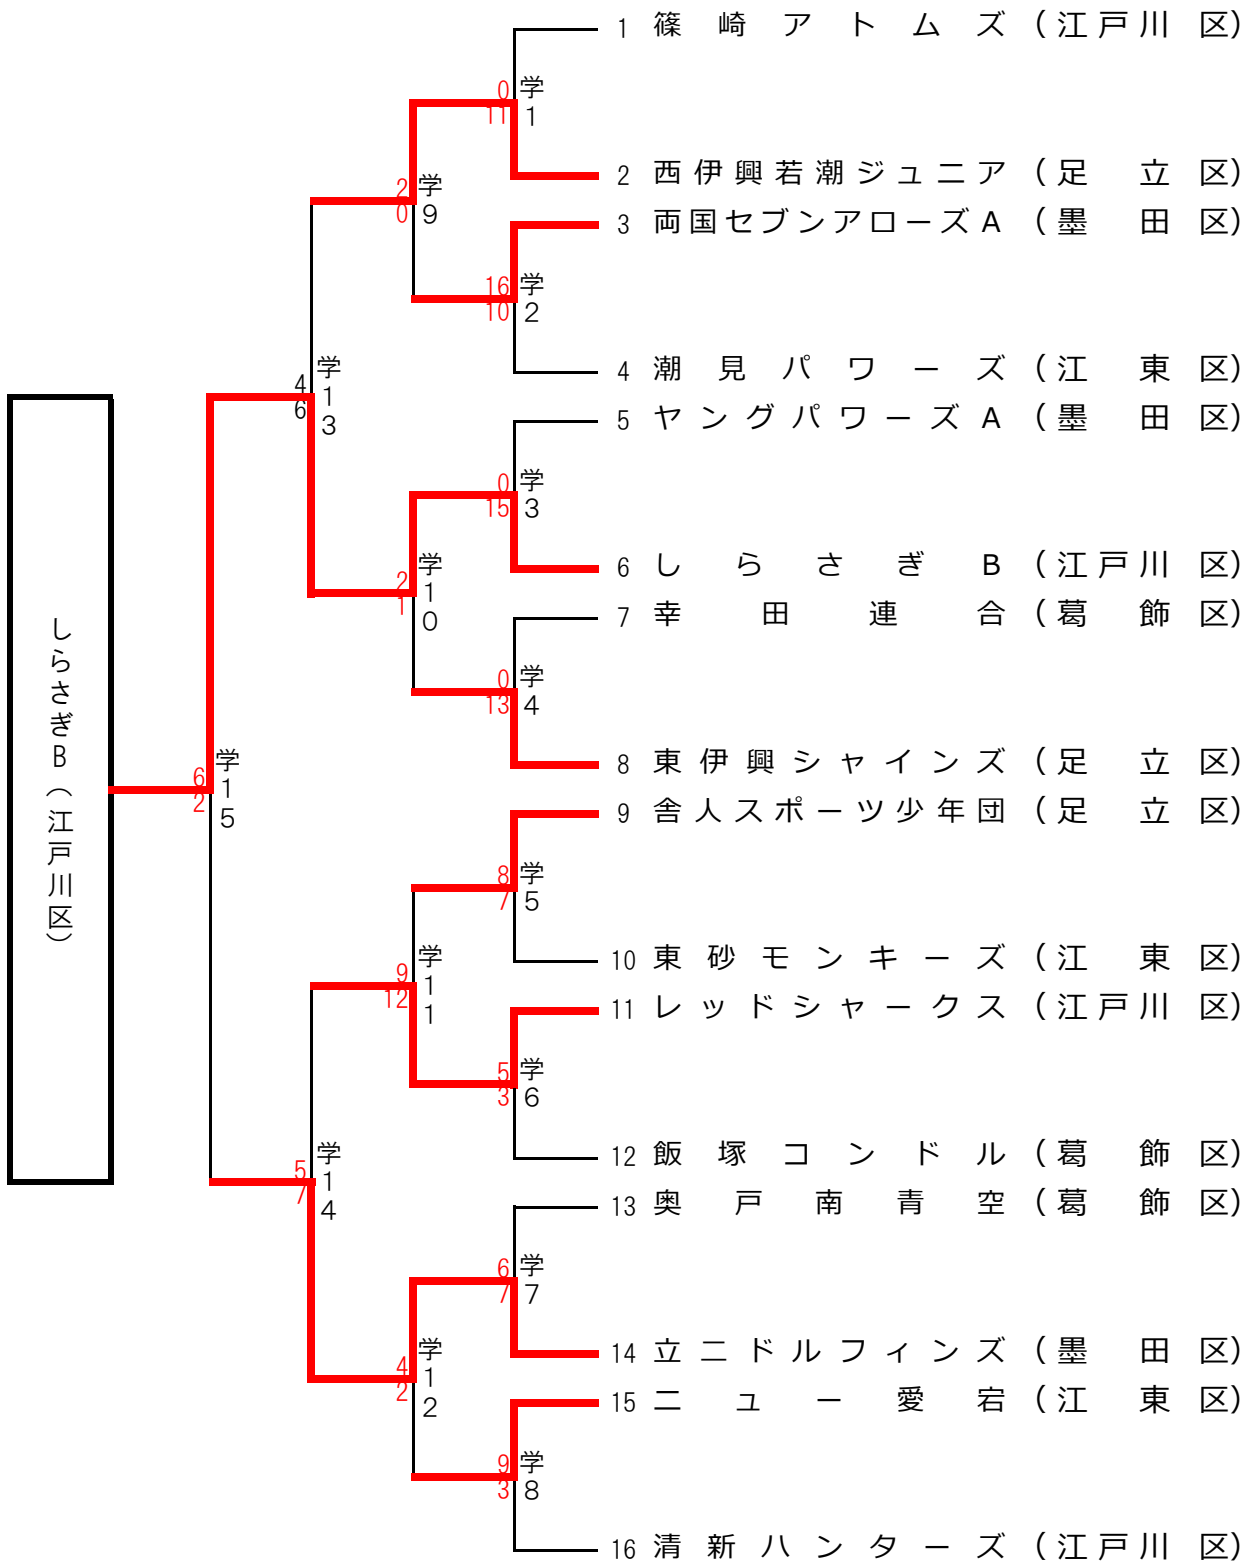 1 篠崎アトムズ (江戸川区)
0 学1
11
2 西伊興若潮ジュニア (足立区)
2 学9
0
3 両国セブンアローズA (墨田区)
16 学2
10
4 潮見パワーズ (江東区)
4 学13
6
5 ヤングパワーズA (墨田区)
0 学3
15
6 しらさぎB (江戸川区)
2 学10
1
7 幸田連合 (葛飾区)
0 学4
13
8 東伊興シャインズ (足立区)
しらさぎB(江戸川区)
6 学15
2
9 舎人スポーツ少年団 (足立区)
8 学5
7
10 東砂モンキーズ (江東区)
9 学11
12
11 レッドシャークス (江戸川区)
5 学6
3
12 飯塚コンドル (葛飾区)
5 学14
7
13 奥戸南青空 (葛飾区)
6 学7
7
14 立二ドルフィンズ (墨田区)
4 学12
2
15 ニュー愛宕 (江東区)
9 学8
3
16 清新ハンターズ (江戸川区)